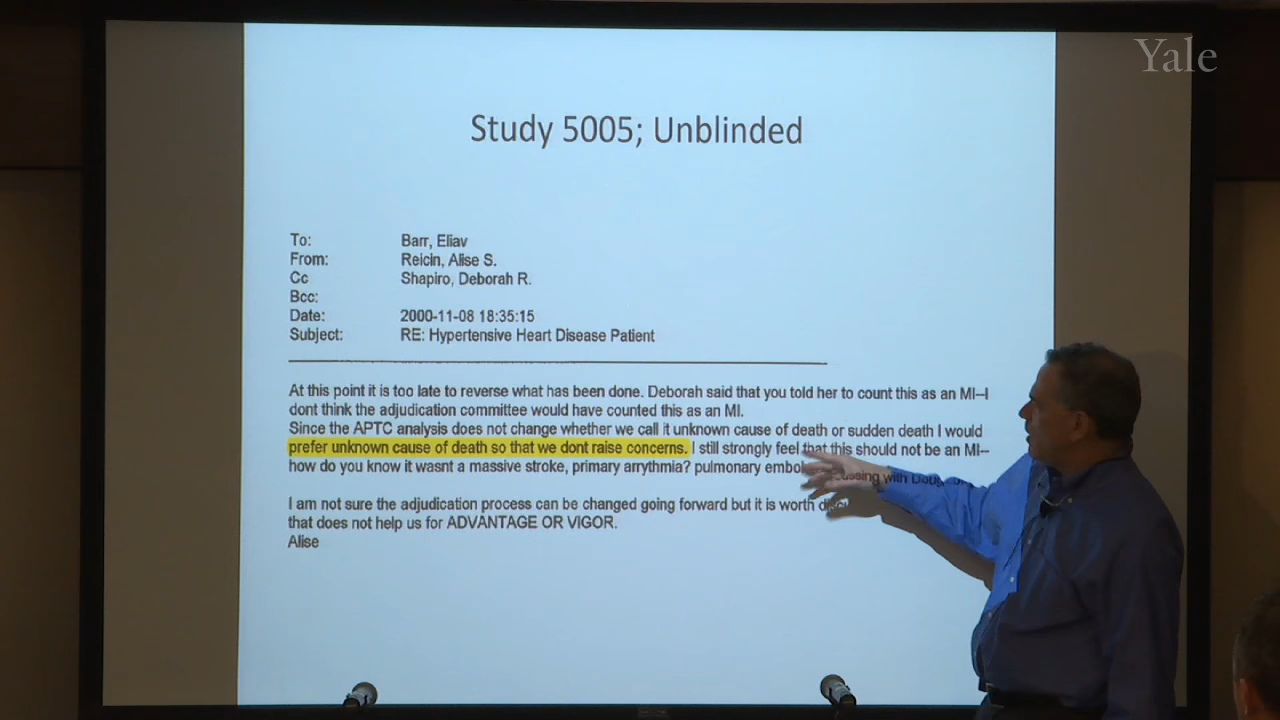 Yale
Study 5005; Unblinded
To: Barr, Eliav
From: Reicin, Alise S.
Cc Shapiro, Deborah R.
Bcc:
Date: 2000-11-08 18:35:15
Subject: RE: Hypertensive Heart Disease Patient
At this point it is too late to reverse what has been done. Deborah said that you told her to count this as an MI--I
dont think the adjudication committee would have counted this as an MI.
Since the APTC analysis does not change whether we call it unknown cause of death or sudden death I would
prefer unknown cause of death so that we dont raise concerns. I still strongly feel that this should not be an MI--
how do you know it wasnt a massive stroke, primary arrythmia? pulmonary
I am not sure the adjudication process can be changed going forward but it is worth with
that does not help us for ADVANTAGE OR VIGOR.
Alise